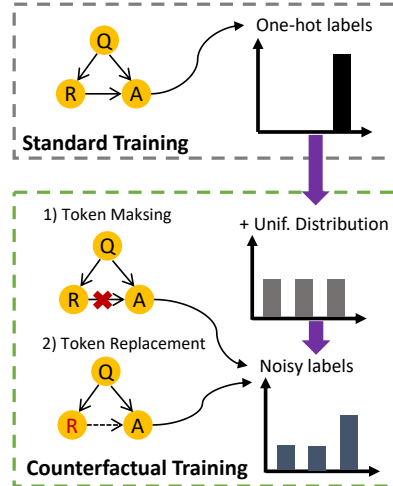 One-hot labels
Q
R
A
Standard Training
1) Token Maksing
+ Unif. Distribution
Q
R
A
2) Token Replacement
Noisy labels
Q
R
A
Counterfactual Training